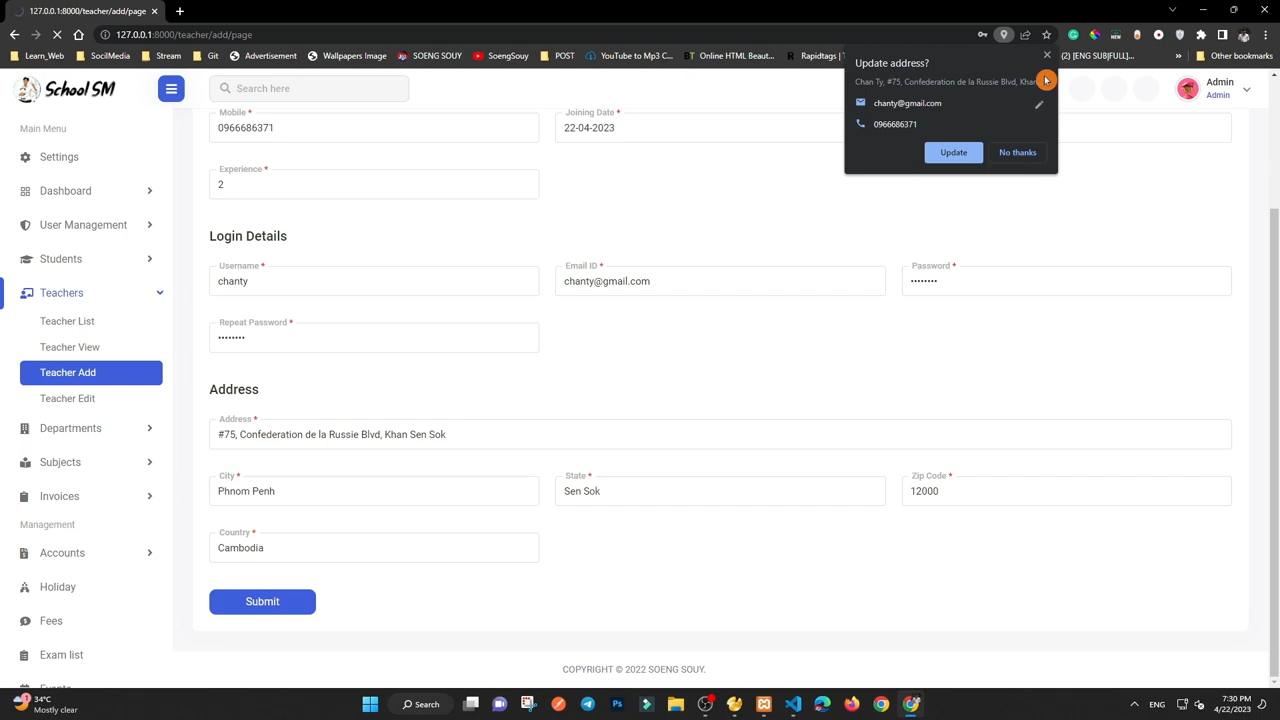 127.0.0.1:8000/teacher/add/page
127.0.0.1:8000/teacher/add/page
Learn_Web
SocilMedia
Stream
Git
Advertisement
Wallpapers Image
SOENG SOUY
SoengSouy
POST
YouTube to Mp3 C...
Online HTML Beautif...
Rapidtags |
(2) [ENG SUB[FULL]...
»
Other bookmarks
Update address?
Chan Ty, #75, Confederation de la Russie Blvd, Khan
chanty@gmail.com
0966686371
Update
No thanks
School SM
Search here
Admin
Admin
Main Menu
Settings
Dashboard
User Management
Students
Teachers
Teacher List
Teacher View
Teacher Add
Teacher Edit
Departments
Subjects
Invoices
Management
Accounts
Holiday
Fees
Exam list
Events
Mobile *
0966686371
Joining Date *
22-04-2023
Experience *
2
Login Details
Username *
chanty
Email ID *
chanty@gmail.com
Password *
••••••••
Repeat Password *
••••••••
Address
Address *
#75, Confederation de la Russie Blvd, Khan Sen Sok
City *
Phnom Penh
State *
Sen Sok
Zip Code *
12000
Country *
Cambodia
Submit
COPYRIGHT © 2022 SOENG SOUY.
1
34°C
Mostly clear
Search
ENG
7:30 PM
4/22/2023